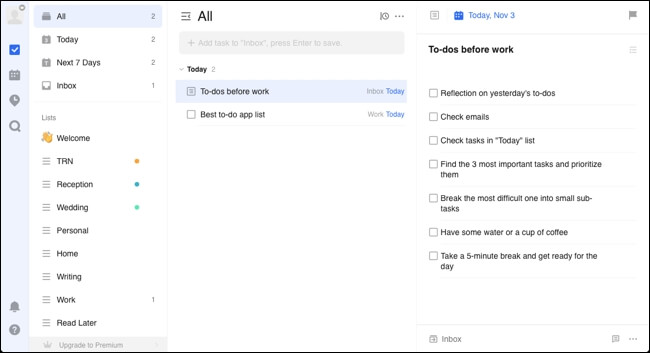 All 2
Today 2
Next 7 Days 2
Inbox 1
Lists
Welcome
TRN
Reception
Wedding
Personal
Home
Writing
Work 1
Read Later
Upgrade to Premium
All
+ Add task to "Inbox", press Enter to save.
Today 2
To-dos before work Inbox Today
Best to-do app list Work Today
Today, Nov 3
To-dos before work
Reflection on yesterday's to-dos
Check emails
Check tasks in "Today" list
Find the 3 most important tasks and prioritize
them
Break the most difficult one into small sub-
tasks
Have some water or a cup of coffee
Take a 5-minute break and get ready for the
day
Inbox